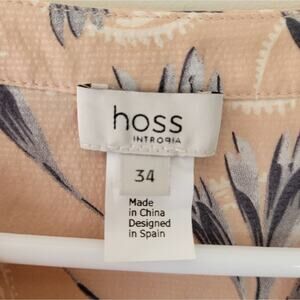 hoss
INTROPIA
34
Made
in China
Designed
in Spain